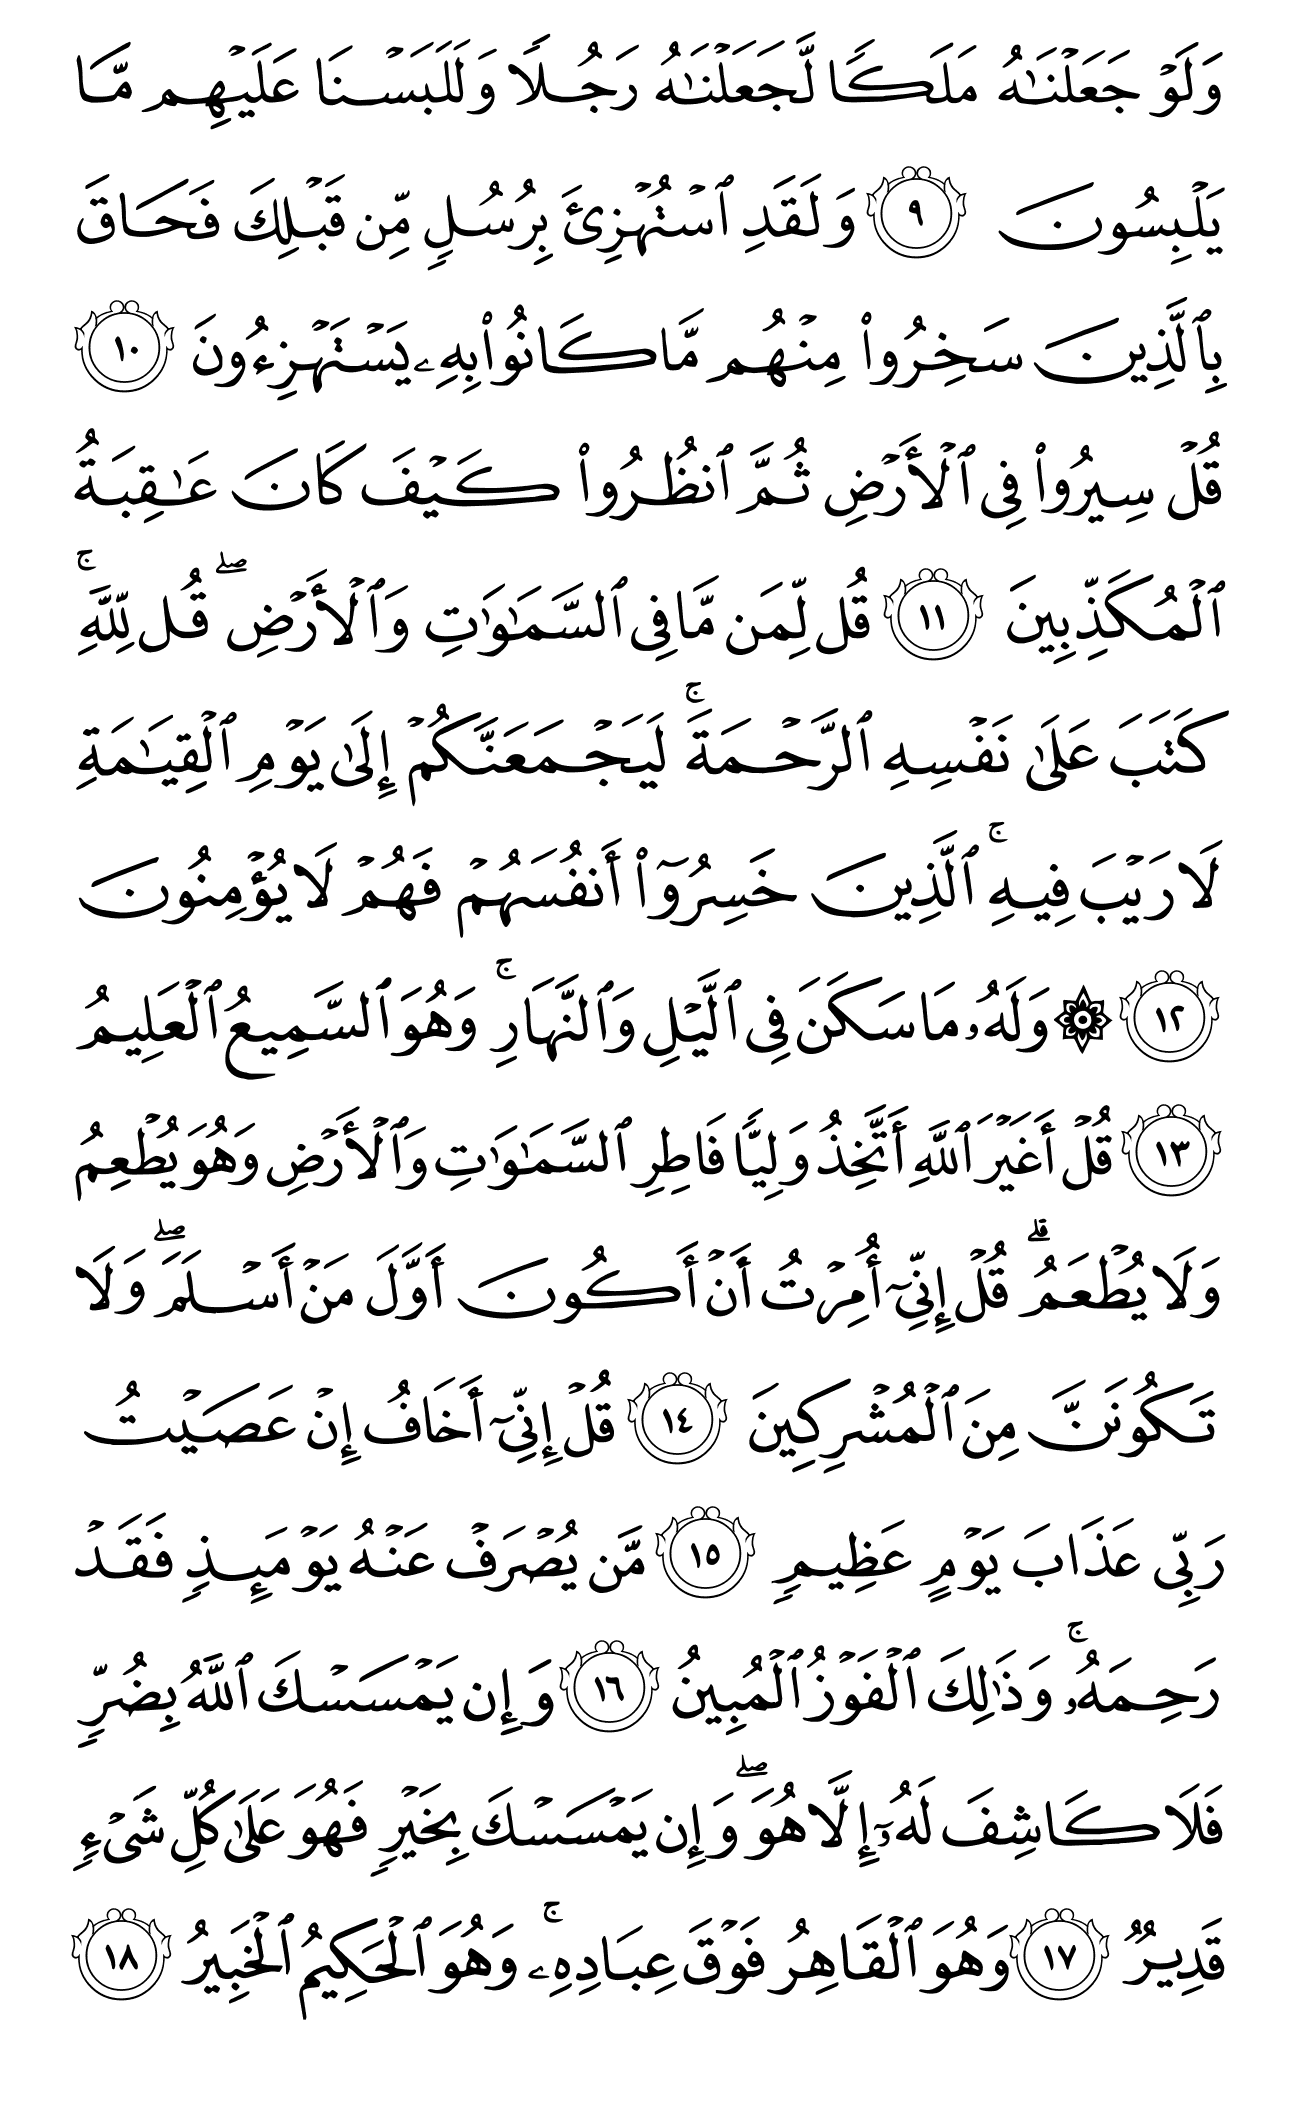 وَلَوۡ جَعَلۡنَٰهُ مَلَكٗا لَّجَعَلۡنَٰهُ رَجُلٗا وَلَلَبَسۡنَا عَلَيۡهِم مَّا
يَلۡبِسُونَ ٩ وَلَقَدِ ٱسۡتُهۡزِئَ بِرُسُلٖ مِّن قَبۡلِكَ فَحَاقَ
بِٱلَّذِينَ سَخِرُواْ مِنۡهُم مَّا كَانُواْ بِهِۦ يَسۡتَهۡزِءُونَ ١٠
قُلۡ سِيرُواْ فِي ٱلۡأَرۡضِ ثُمَّ ٱنظُرُواْ كَيۡفَ كَانَ عَٰقِبَةُ
ٱلۡمُكَذِّبِينَ ١١ قُل لِّمَن مَّا فِي ٱلسَّمَٰوَٰتِ وَٱلۡأَرۡضِۖ قُل لِّلَّهِۚ
كَتَبَ عَلَىٰ نَفۡسِهِ ٱلرَّحۡمَةَۚ لَيَجۡمَعَنَّكُمۡ إِلَىٰ يَوۡمِ ٱلۡقِيَٰمَةِ
لَا رَيۡبَ فِيهِۚ ٱلَّذِينَ خَسِرُوٓاْ أَنفُسَهُمۡ فَهُمۡ لَا يُؤۡمِنُونَ
١٢ ۞ وَلَهُۥ مَا سَكَنَ فِي ٱلَّيۡلِ وَٱلنَّهَارِۚ وَهُوَ ٱلسَّمِيعُ ٱلۡعَلِيمُ
١٣ قُلۡ أَغَيۡرَ ٱللَّهِ أَتَّخِذُ وَلِيّٗا فَاطِرِ ٱلسَّمَٰوَٰتِ وَٱلۡأَرۡضِ وَهُوَ يُطۡعِمُ
وَلَا يُطۡعَمُۗ قُلۡ إِنِّيٓ أُمِرۡتُ أَنۡ أَكُونَ أَوَّلَ مَنۡ أَسۡلَمَۖ وَلَا
تَكُونَنَّ مِنَ ٱلۡمُشۡرِكِينَ ١٤ قُلۡ إِنِّيٓ أَخَافُ إِنۡ عَصَيۡتُ
رَبِّي عَذَابَ يَوۡمٍ عَظِيمٖ ١٥ مَّن يُصۡرَفۡ عَنۡهُ يَوۡمَئِذٖ فَقَدۡ
رَحِمَهُۥۚ وَذَٰلِكَ ٱلۡفَوۡزُ ٱلۡمُبِينُ ١٦ وَإِن يَمۡسَسۡكَ ٱللَّهُ بِضُرّٖ
فَلَا كَاشِفَ لَهُۥٓ إِلَّا هُوَۖ وَإِن يَمۡسَسۡكَ بِخَيۡرٖ فَهُوَ عَلَىٰ كُلِّ شَيۡءٖ
قَدِيرٞ ١٧ وَهُوَ ٱلۡقَاهِرُ فَوۡقَ عِبَادِهِۦۚ وَهُوَ ٱلۡحَكِيمُ ٱلۡخَبِيرُ ١٨